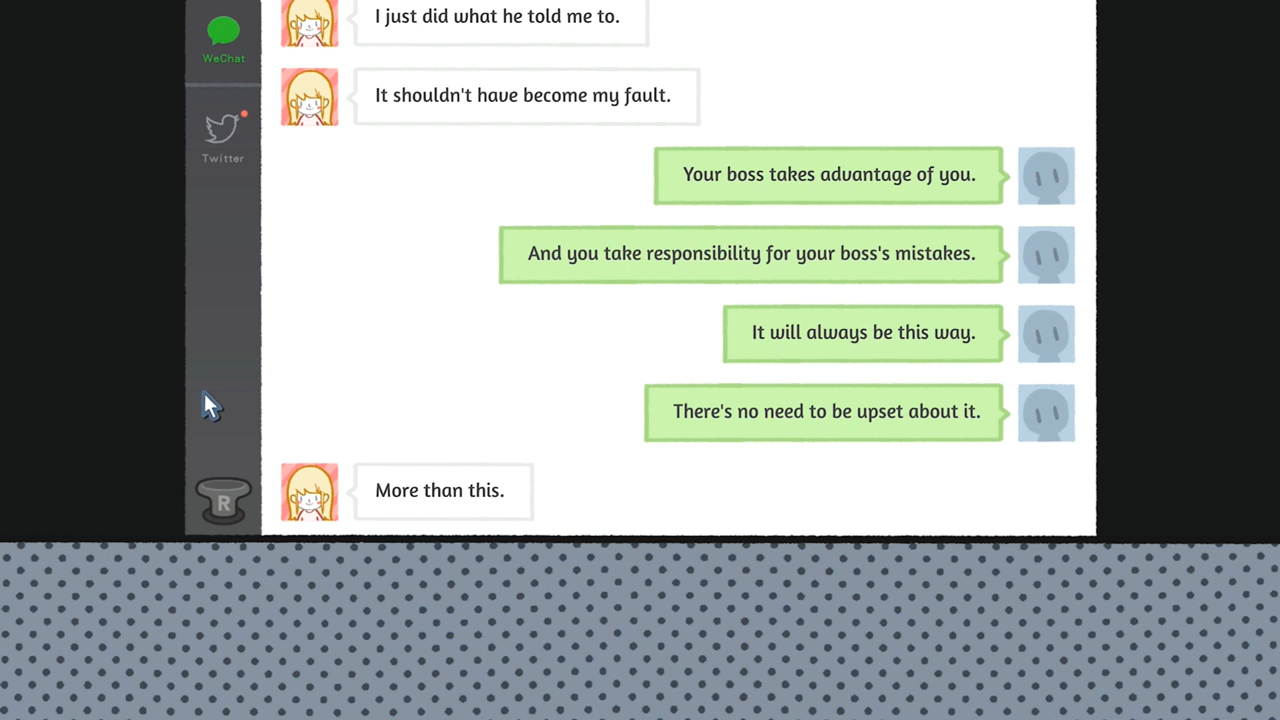 I just did what he told me to.
WeChat
It shouldn't have become my fault.
Twitter
Your boss takes advantage of you.
And you take responsibility for your boss's mistakes.
It will always be this way.
There's no need to be upset about it.
More than this.
R